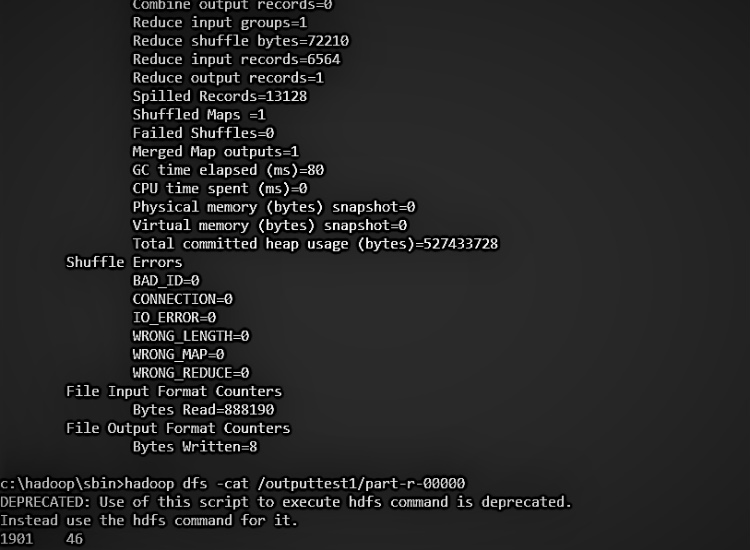 Combine output records=0
Reduce input groups=1
Reduce shuffle bytes=72210
Reduce input records=6564
Reduce output records=1
Spilled Records=13128
Shuffled Maps =1
Failed Shuffles=0
Merged Map outputs=1
GC time elapsed (ms)=80
CPU time spent (ms)=0
Physical memory (bytes) snapshot=0
Virtual memory (bytes) snapshot=0
Total committed heap usage (bytes)=527433728
Shuffle Errors
BAD_ID=0
CONNECTION=0
IO_ERROR=0
WRONG_LENGTH=0
WRONG_MAP=0
WRONG_REDUCE=0
File Input Format Counters
Bytes Read=888190
File Output Format Counters
Bytes Written=8
c:\hadoop\sbin>hadoop dfs -cat /outputtest1/part-r-00000
DEPRECATED: Use of this script to execute hdfs command is deprecated.
Instead use the hdfs command for it.
1901 46